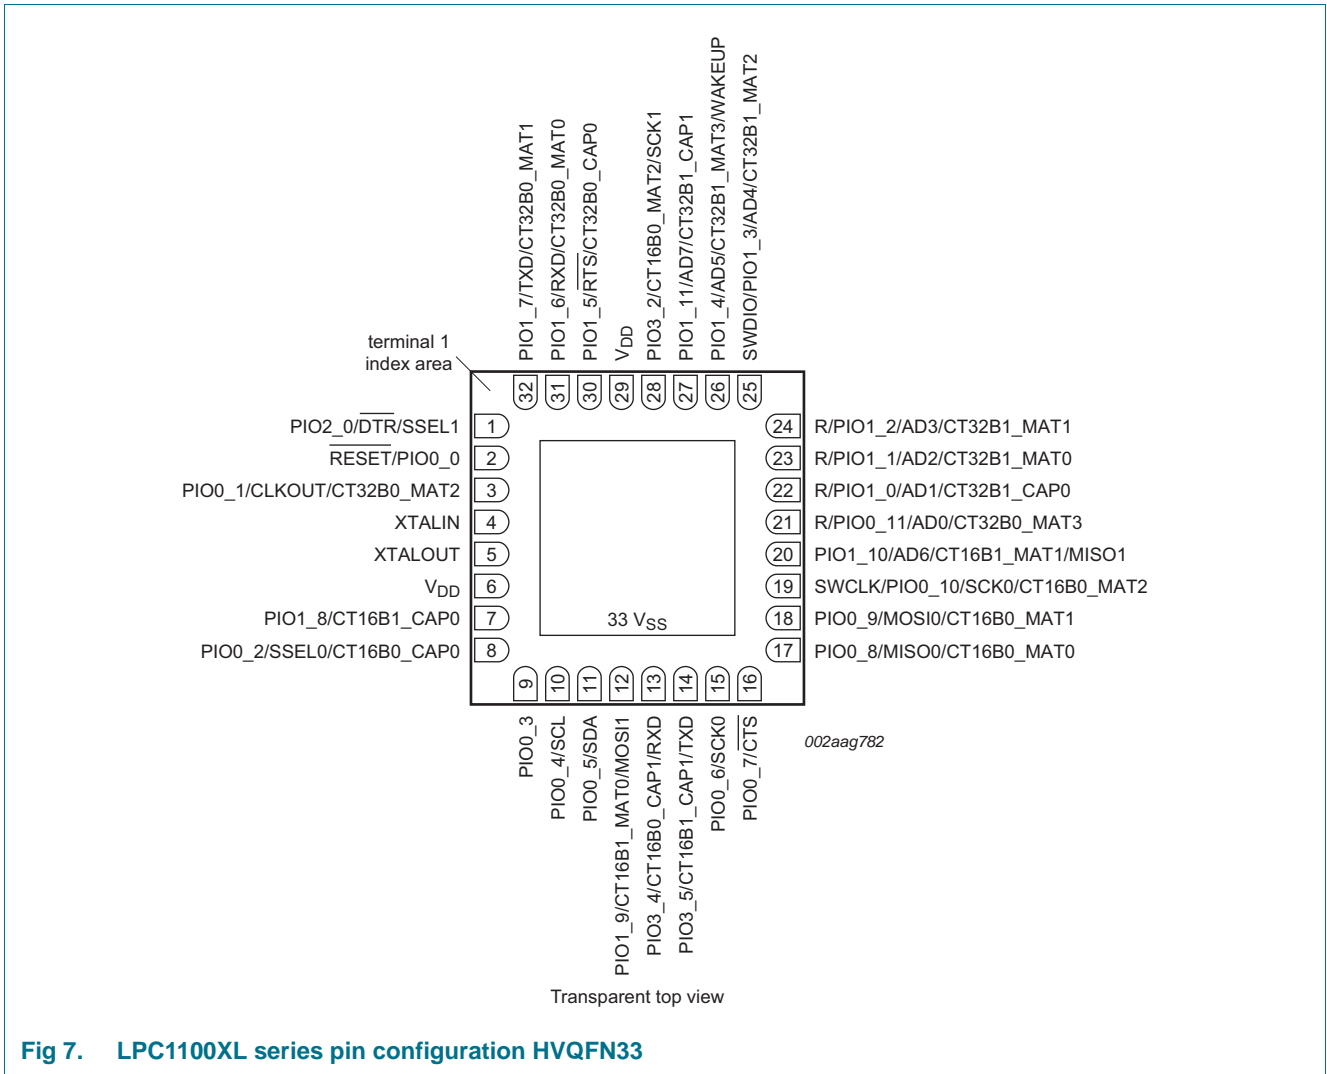 PIO1_7/TXD/CT32B0_MAT1
PIO1_6/RXD/CT32B0_MAT0
PIO1_5/RTS/CT32B0_CAP0
VDD
PIO3_2/CT16B0_MAT2/SCK1
PIO1_11/AD7/CT32B1_CAP1
PIO1_4/AD5/CT32B1_MAT3/WAKEUP
SWDIO/PIO1_3/AD4/CT32B1_MAT2
terminal 1
index area
32 31 30 29 28 27 26 25
PIO2_0/DTR/SSEL1 1
RESET/PIO0_0 2
PIO0_1/CLKOUT/CT32B0_MAT2 3
XTALIN 4
XTALOUT 5
VDD 6
PIO1_8/CT16B1_CAP0 7
PIO0_2/SSEL0/CT16B0_CAP0 8
24 R/PIO1_2/AD3/CT32B1_MAT1
23 R/PIO1_1/AD2/CT32B1_MAT0
22 R/PIO1_0/AD1/CT32B1_CAP0
21 R/PIO0_11/AD0/CT32B0_MAT3
20 PIO1_10/AD6/CT16B1_MAT1/MISO1
19 SWCLK/PIO0_10/SCK0/CT16B0_MAT2
18 PIO0_9/MOSI0/CT16B0_MAT1
17 PIO0_8/MISO0/CT16B0_MAT0
33 VSS
9 10 11 12 13 14 15 16
PIO0_3
PIO0_4/SCL
PIO0_5/SDA
PIO1_9/CT16B1_MAT0/MOSI1
PIO3_4/CT16B0_CAP1/RXD
PIO3_5/CT16B1_CAP1/TXD
PIO0_6/SCK0
PIO0_7/CTS
002aag782
Transparent top view
Fig 7. LPC1100XL series pin configuration HVQFN33